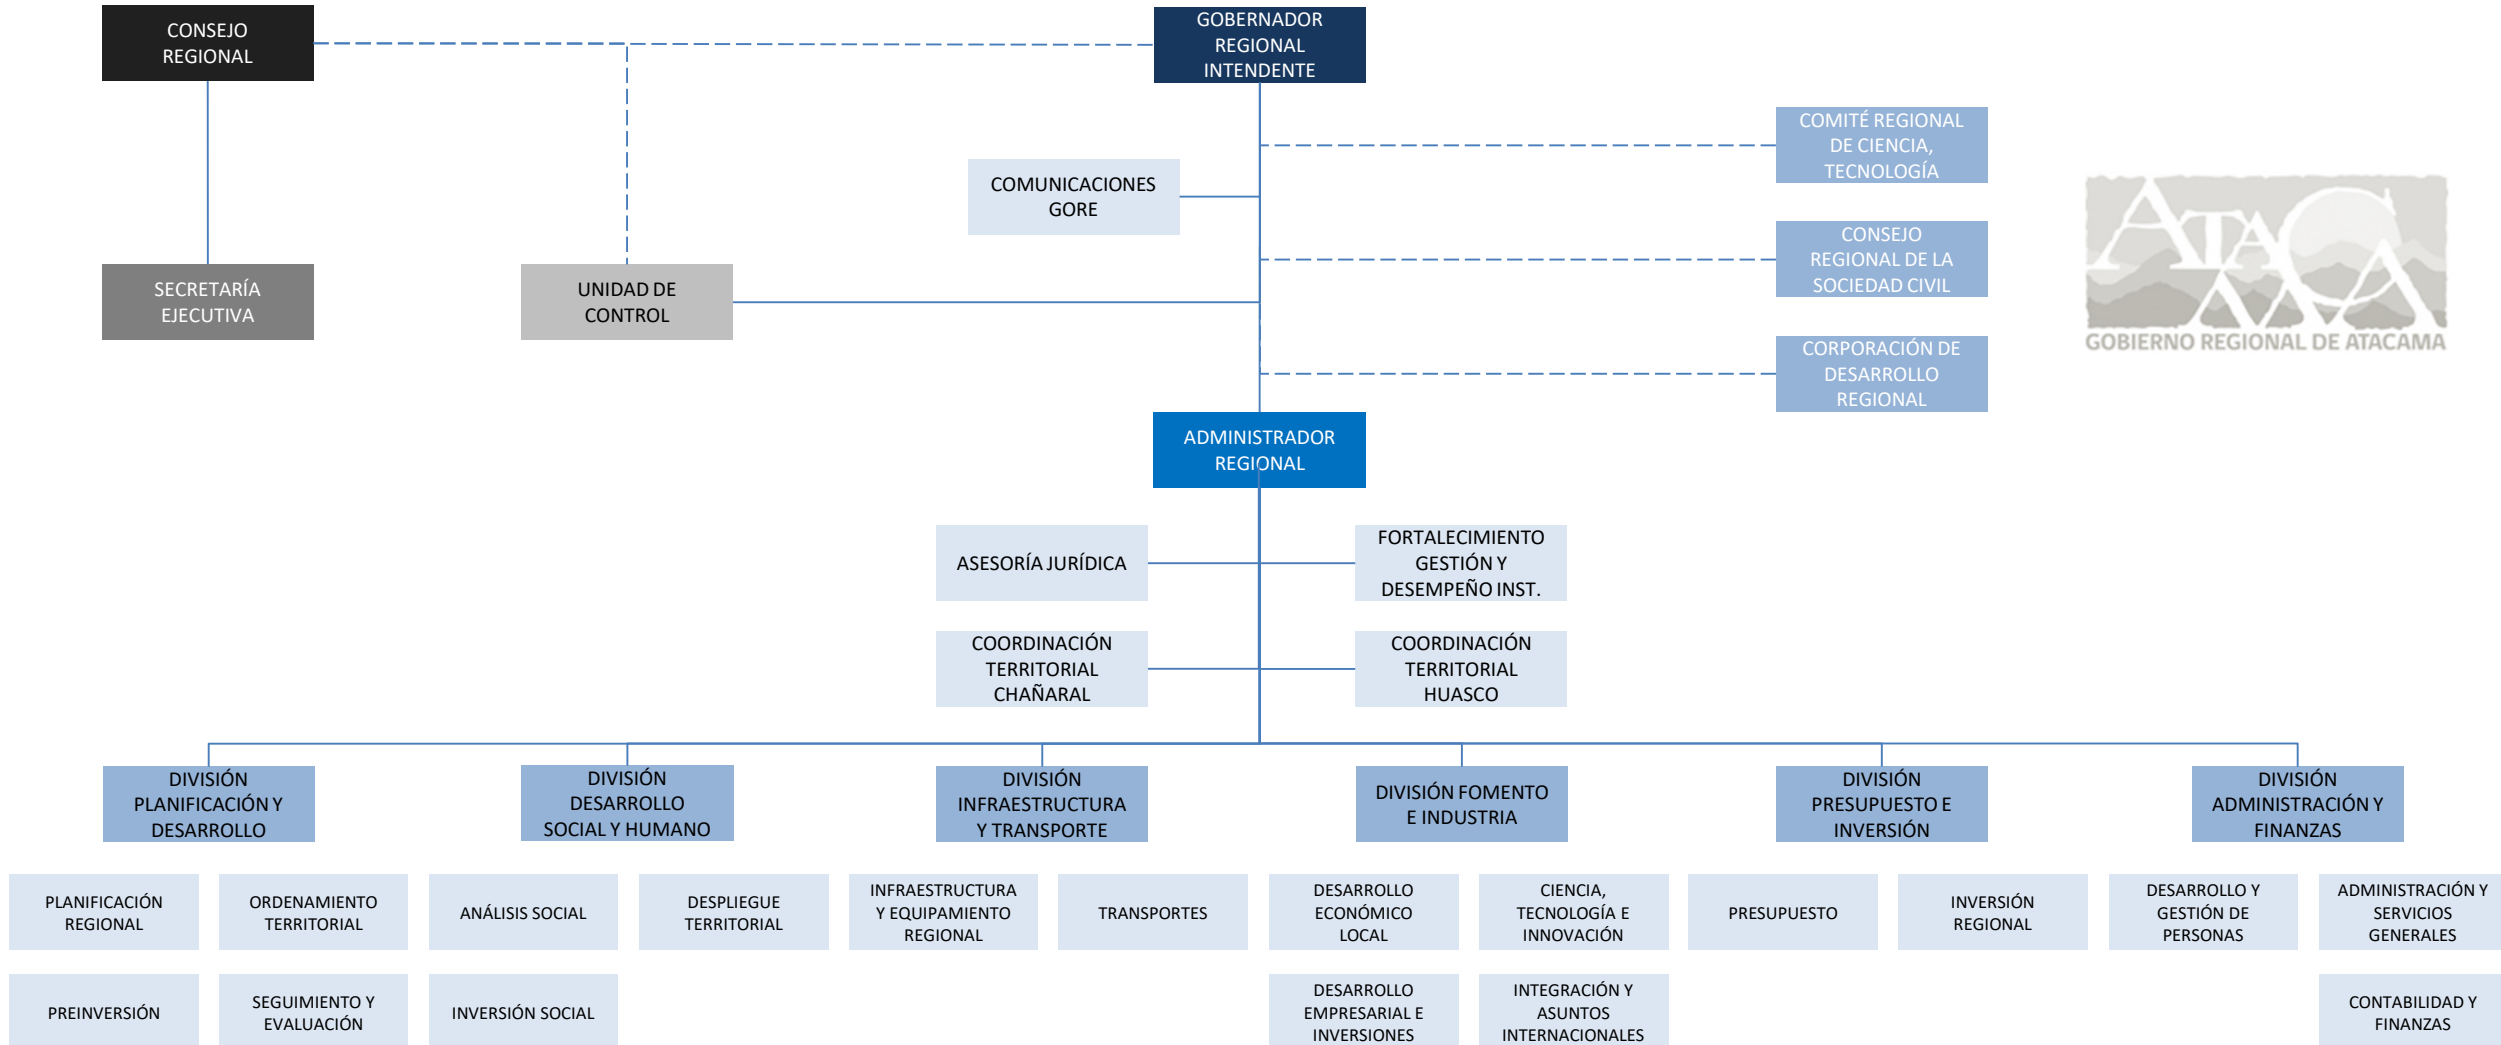 CONSEJO
REGIONAL
GOBERNADOR
REGIONAL
INTENDENTE
COMITÉ REGIONAL
DE CIENCIA,
TECNOLOGÍA
COMUNICACIONES
GORE
CONSEJO
REGIONAL DE LA
SOCIEDAD CIVIL
ATACAMA
GOBIERNO REGIONAL DE ATACAMA
SECRETARÍA
EJECUTIVA
UNIDAD DE
CONTROL
CORPORACIÓN DE
DESARROLLO
REGIONAL
ADMINISTRADOR
REGIONAL
ASESORÍA JURÍDICA
FORTALECIMIENTO
GESTIÓN Y
DESEMPEÑO INST.
COORDINACIÓN
TERRITORIAL
CHAÑARAL
COORDINACIÓN
TERRITORIAL
HUASCO
DIVISIÓN
PLANIFICACIÓN Y
DESARROLLO
DIVISIÓN
DESARROLLO
SOCIAL Y HUMANO
DIVISIÓN
INFRAESTRUCTURA
Y TRANSPORTE
DIVISIÓN FOMENTO
E INDUSTRIA
DIVISIÓN
PRESUPUESTO E
INVERSIÓN
DIVISIÓN
ADMINISTRACIÓN Y
FINANZAS
PLANIFICACIÓN
REGIONAL
ORDENAMIENTO
TERRITORIAL
ANÁLISIS SOCIAL
DESPLIEGUE
TERRITORIAL
INFRAESTRUCTURA
Y EQUIPAMIENTO
REGIONAL
TRANSPORTES
DESARROLLO
ECONÓMICO
LOCAL
CIENCIA,
TECNOLOGÍA E
INNOVACIÓN
PRESUPUESTO
INVERSIÓN
REGIONAL
DESARROLLO Y
GESTIÓN DE
PERSONAS
ADMINISTRACIÓN Y
SERVICIOS
GENERALES
PREINVERSIÓN
SEGUIMIENTO Y
EVALUACIÓN
INVERSIÓN SOCIAL
DESARROLLO
EMPRESARIAL E
INVERSIONES
INTEGRACIÓN Y
ASUNTOS
INTERNACIONALES
CONTABILIDAD Y
FINANZAS